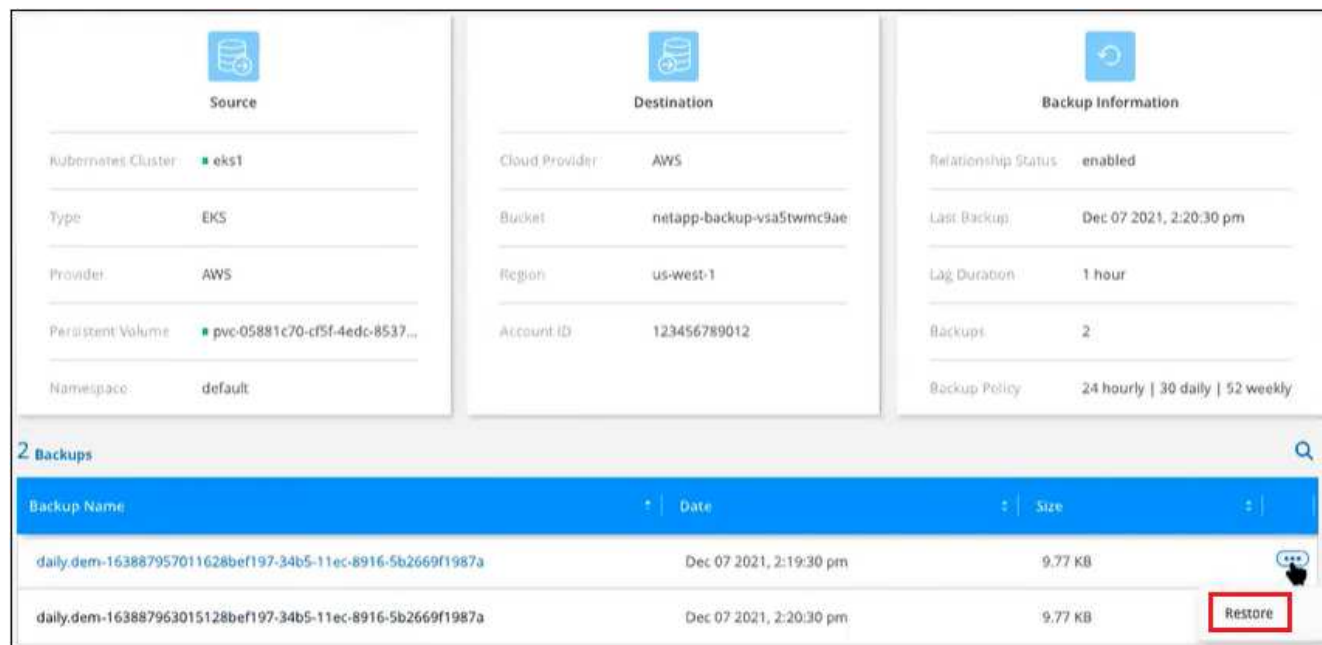 Source
Kubernetes Cluster eks1
Type EKS
Provider AWS
Persistent Volume pvc-05881c70-cf5f-4edc-8537...
Namespace default
Destination
Cloud Provider AWS
Bucket netapp-backup-vsa5twmc9ae
Region us-west-1
Account ID 123456789012
Backup Information
Relationship Status enabled
Last Backup Dec 07 2021, 2:20:30 pm
Lag Duration 1 hour
Backups 2
Backup Policy 24 hourly | 30 daily | 52 weekly
2 Backups
Backup Name Date Size
daily.dem-163887957011628bef197-34b5-11ec-8916-5b2669f1987a Dec 07 2021, 2:19:30 pm 9.77 KB
daily.dem-163887963015128bef197-34b5-11ec-8916-5b2669f1987a Dec 07 2021, 2:20:30 pm 9.77 KB Restore